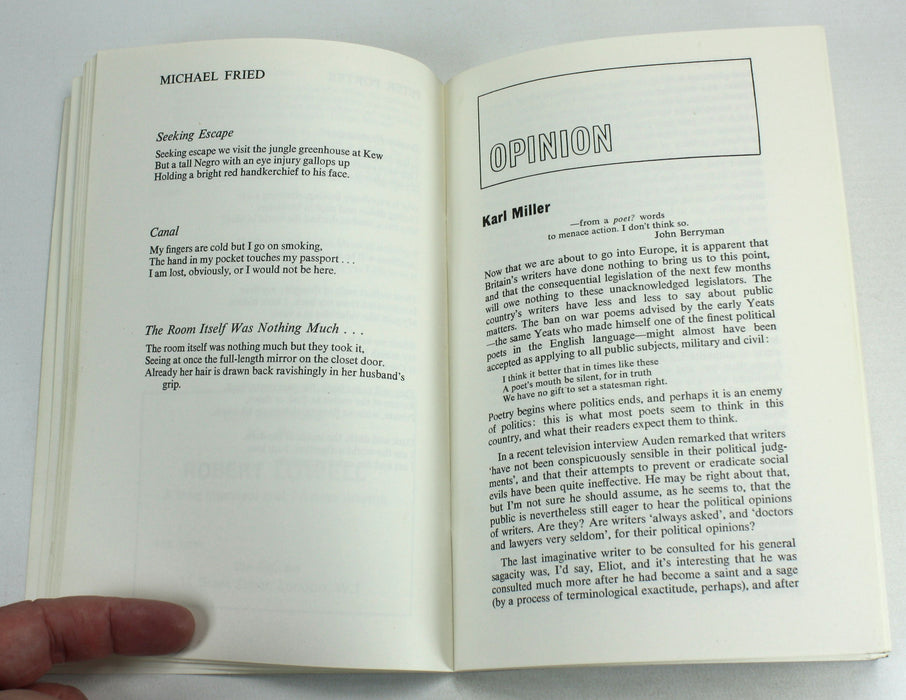 MICHAEL FRIED
Seeking Escape
Seeking escape we visit the jungle greenhouse at Kew
But a tall Negro with an eye injury gallops up
Holding a bright red handkerchief to his face.
Canal
My fingers are cold but I go on smoking,
The hand in my pocket touches my passport . . .
I am lost, obviously, or I would not be here.
The Room Itself Was Nothing Much . . .
The room itself was nothing much but they took it,
Seeing at once the full-length mirror on the closet door.
Already her hair is drawn back ravishingly in her husband's
grip.
OPINION
Karl Miller
—from a poet? words
to menace action. I don't think so.
John Berryman
Now that we are about to go into Europe, it is apparent that
Britain's writers have done nothing to bring us to this point,
and that the consequential legislation of the next few months
will owe nothing to these unacknowledged legislators. The
country's writers have less and less to say about public
matters. The ban on war poems advised by the early Yeats
—the same Yeats who made himself one of the finest political
poets in the English language—might almost have been
accepted as applying to all public subjects, military and civil:
I think it better that in times like these
A poet's mouth be silent, for in truth
We have no gift to set a statesman right.
Poetry begins where politics ends, and perhaps it is an enemy
of politics: this is what most poets seem to think in this
country, and what their readers expect them to think.
In a recent television interview Auden remarked that writers
'have not been conspicuously sensible in their political judg-
ments', and that their attempts to prevent or eradicate social
evils have been quite ineffective. He may be right about that,
but I'm not sure he should assume, as he seems to, that the
public is nevertheless still eager to hear the political opinions
of writers. Are they? Are writers 'always asked', and 'doctors
and lawyers very seldom', for their political opinions?
The last imaginative writer to be consulted for his general
sagacity was, I'd say, Eliot, and it's interesting that he was
consulted much more after he had become a saint and a sage
(by a process of terminological exactitude, perhaps), and after